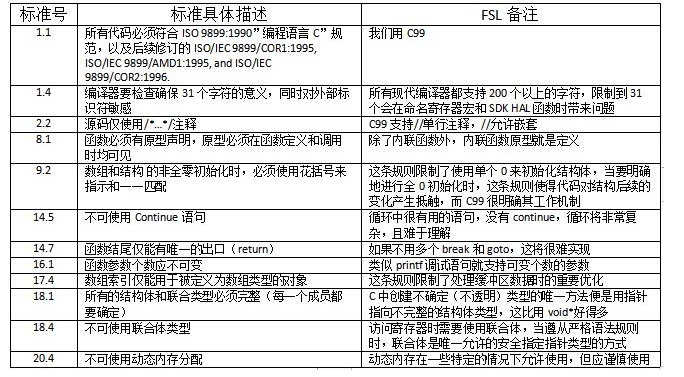 标准号 标准具体描述 FSL 备注
1.1 所有代码必须符合 ISO 9899:1990”编程语言 C”规 我们用 C99
范，以及后续修订的 ISO/IEC 9899/COR1:1995,
ISO/IEC 9899/AMD1:1995, and ISO/IEC
9899/COR2:1996.
1.4 编译器要检查确保 31 个字符的意义，同时对外部标 所有现代编译器都支持 200 个以上的字符，限制到 31
识符敏感 个会在命名寄存器宏和 SDK HAL 函数时带来问题
2.2 源码仅使用/*…*/注释 C99 支持//单行注释，//允许嵌套
8.1 函数必须有原型声明，原型必须在函数定义和调用 除了内联函数外，内联函数原型就是定义
时均可见
9.2 数组和结构的非全零初始化时，必须使用花括号来 这条规则限制了使用单个 0 来初始化结构体，当要明确
指示和一一匹配 地进行全 0 初始化时，这条规则使得代码对结构后续的
变化产生抵触，而 C99 很明确其工作机制
14.5 不可使用 Continue 语句 循环中很有用的语句，没有 continue，循环将非常复
杂，且难于理解
14.7 函数结尾仅能有唯一的出口（return） 如果不用多个 break 和 goto，这将很难实现
16.1 函数参数个数应不可变 类似 printf 调试语句就支持可变个数的参数
17.4 数组索引仅能用于被定义为数组类型的对象 这条规则限制了处理缓冲区数据时的重要优化
18.1 所有的结构体和联合类型必须完整（每一个成员都 C 中创建不确定（不透明）类型的唯一方法便是用指针
要确定） 指向不完整的结构体类型，这比用 void*好得多
18.4 不可使用联合体类型 访问寄存器时需要使用联合体，当遵从严格语法规则
时，联合体是唯一允许的安全指定指针类型的方式
20.4 不可使用动态内存分配 动态内存在一些特定的情况下允许使用，但应谨慎使用